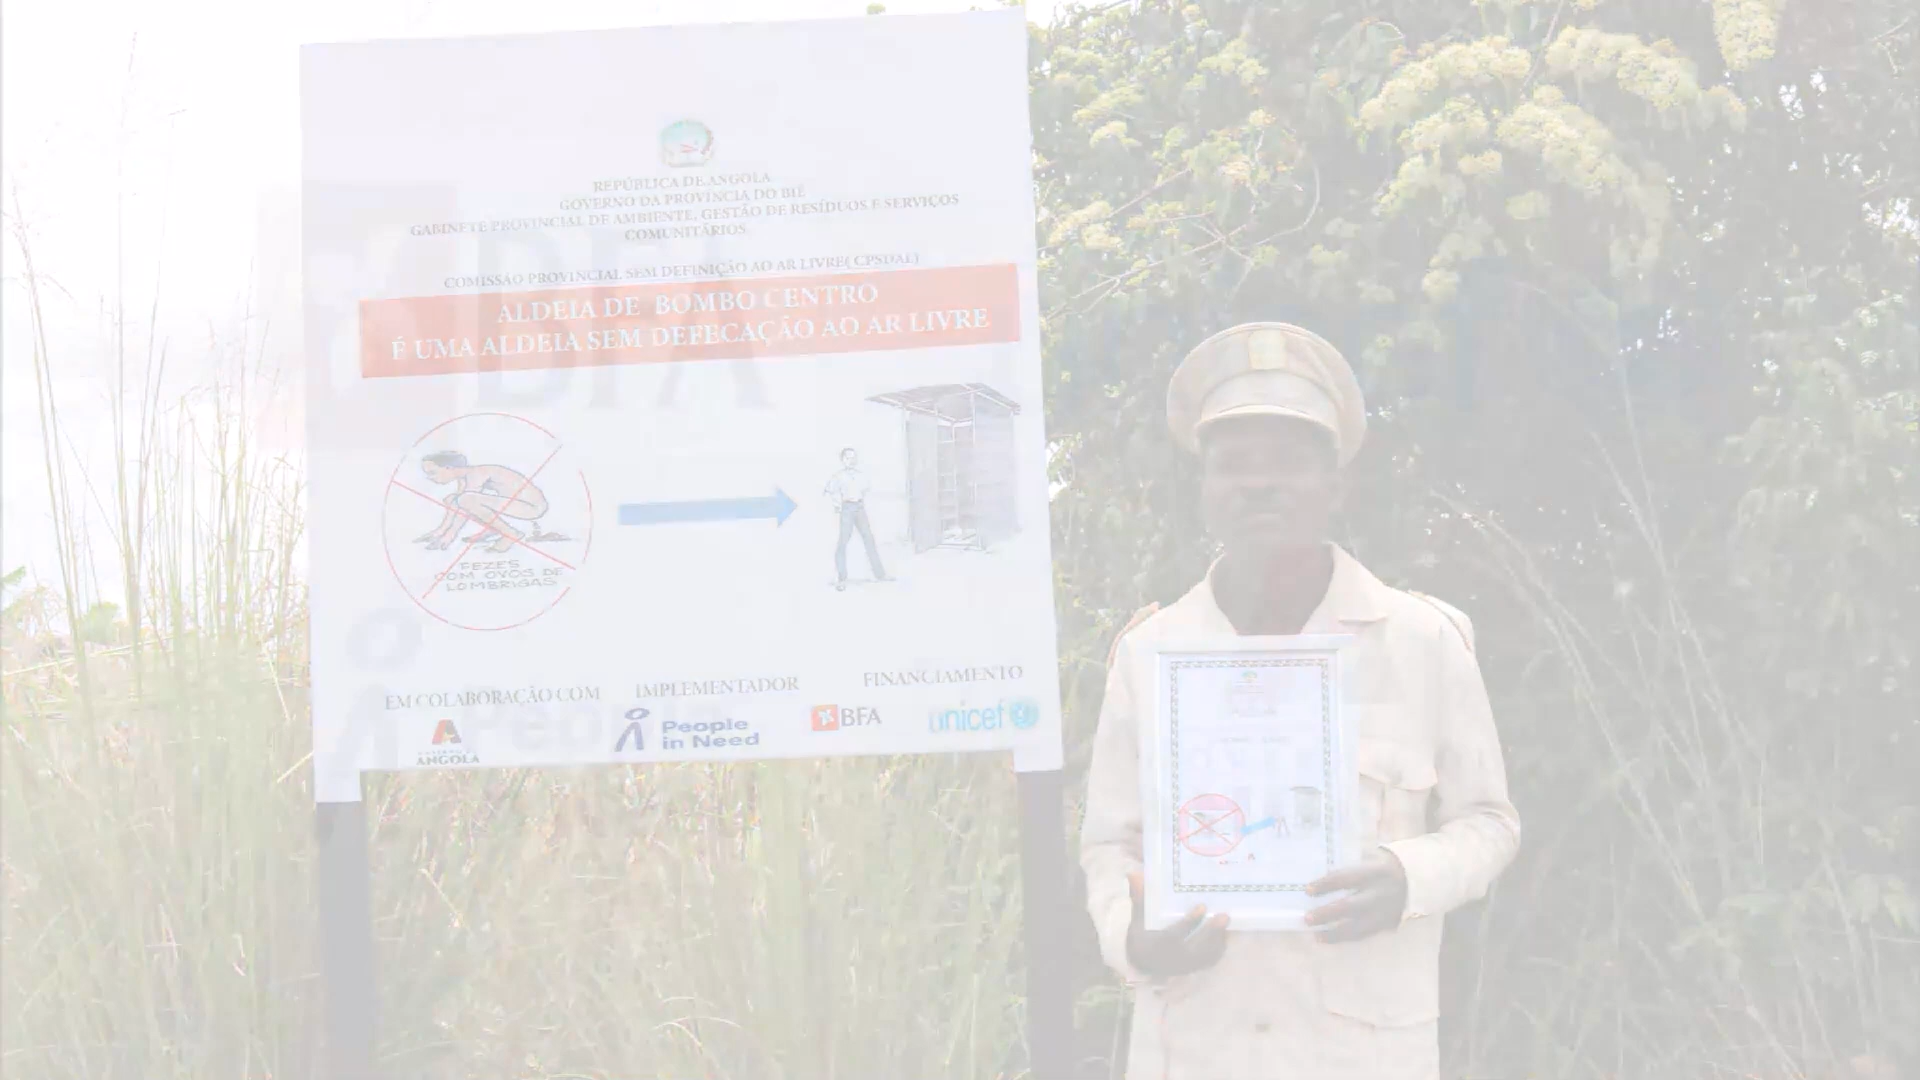 REPÚBLICA DE ANGOLA
GOVERNO DA PROVÍNCIA DO BIÉ
GABINETE PROVINCIAL DE AMBIENTE, GESTÃO DE RESÍDUOS E SERVIÇOS
COMUNITÁRIOS
COMISSÃO PROVINCIAL SEM DEFINIÇÃO AO AR LIVRE(CPSDAL)
ALDEIA DE BOMBO CENTRO
É UMA ALDEIA SEM DEFECAÇÃO AO AR LIVRE
FEZES
COM OVOS DE
LOMBRIGAS
EM COLABORAÇÃO COM IMPLEMENTADOR FINANCIAMENTO
ANGOLA
People
in Need
BFA
unicef
BFA